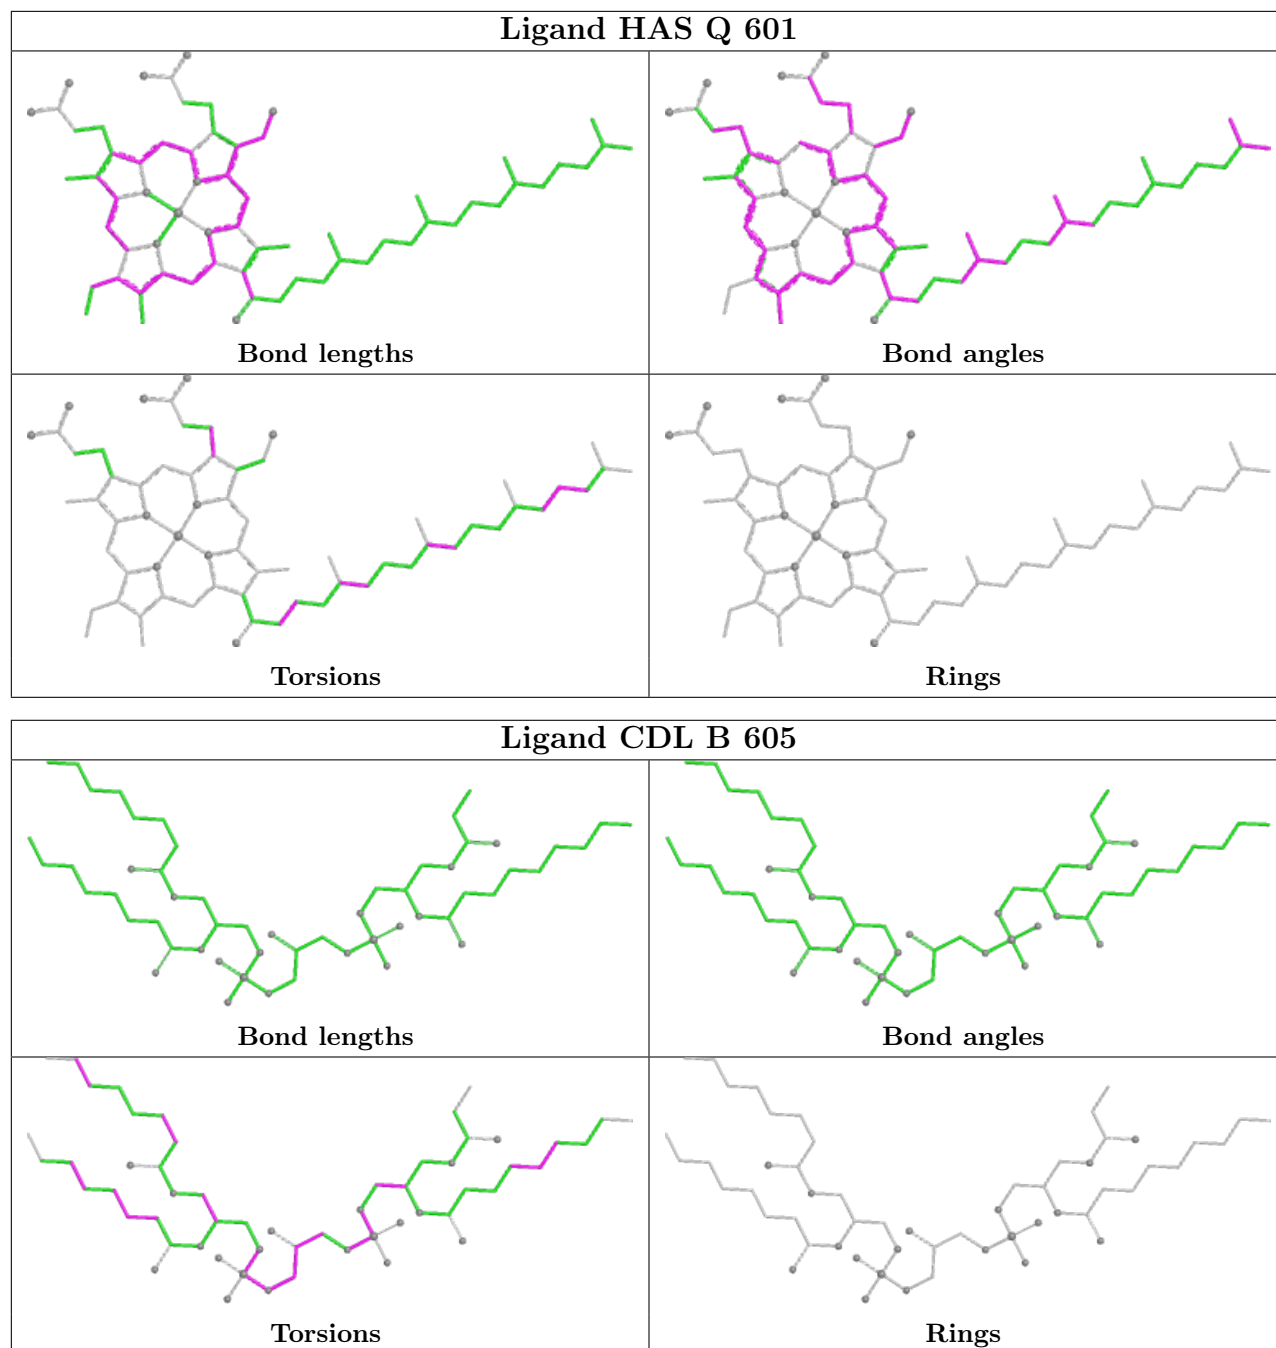 Ligand HAS Q 601
Bond lengths
Bond angles
Torsions
Rings
Ligand CDL B 605
Bond lengths
Bond angles
Torsions
Rings